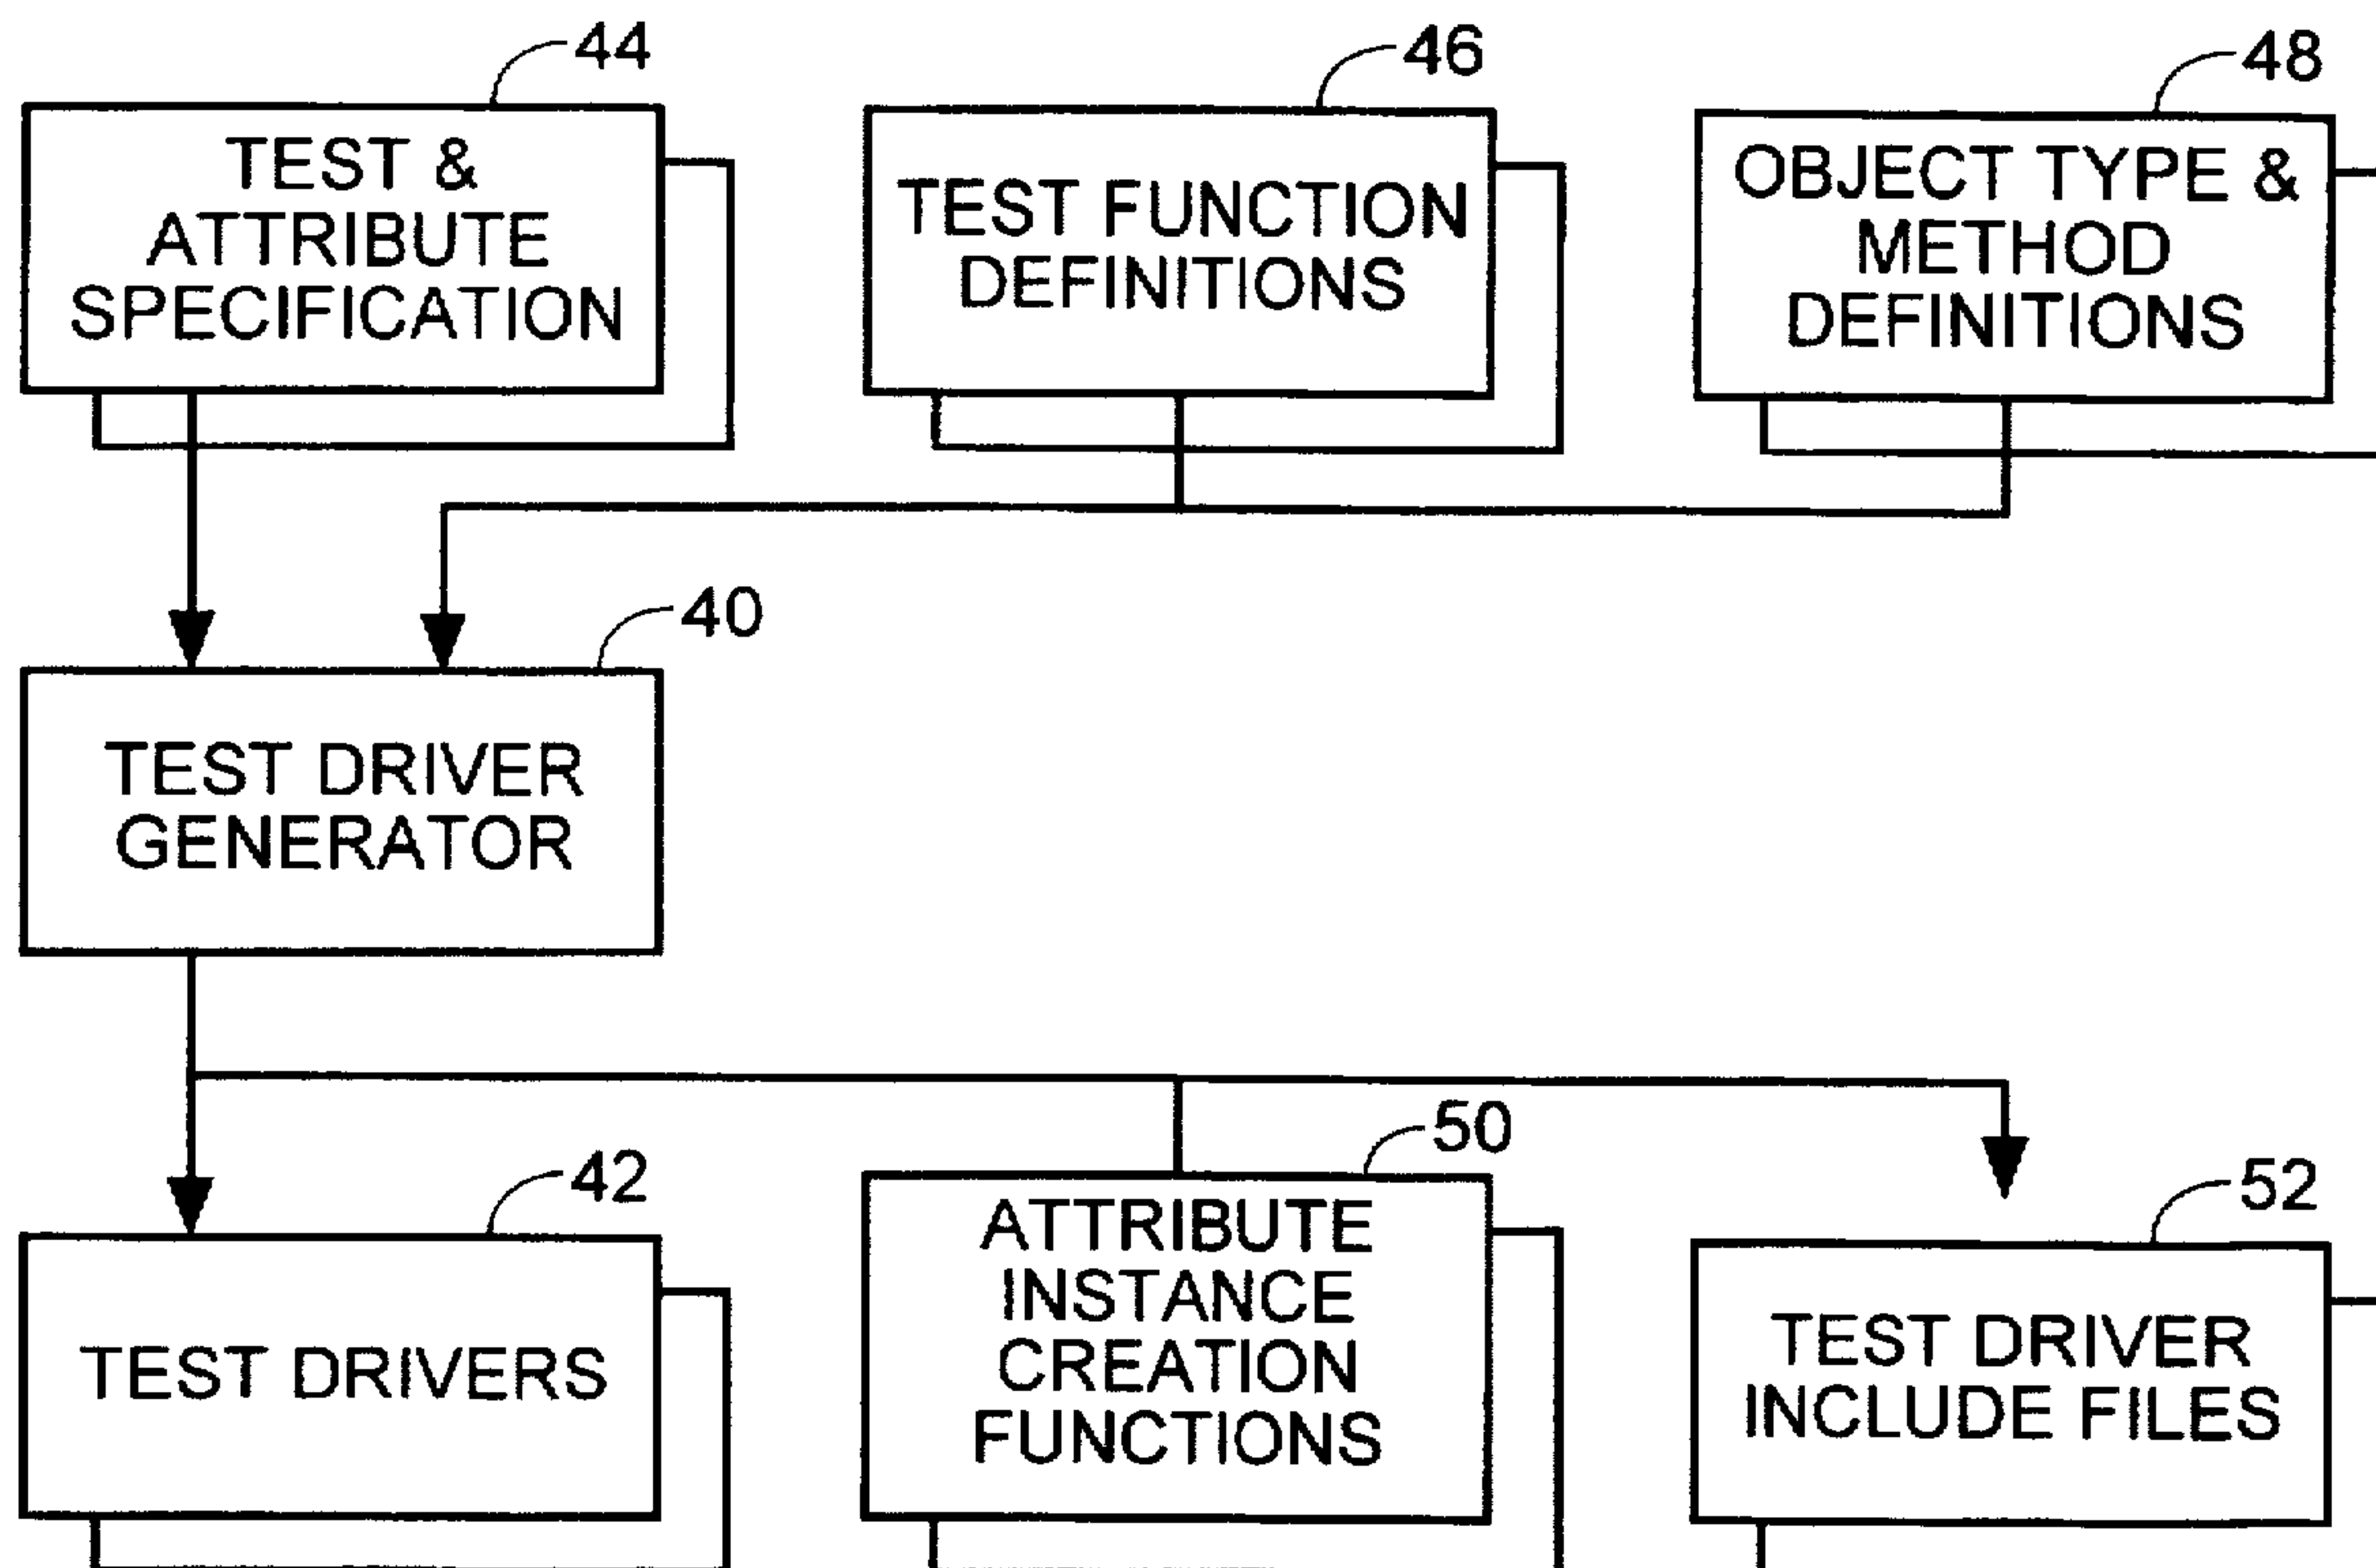 44
TEST &
ATTRIBUTE
SPECIFICATION
46
TEST FUNCTION
DEFINITIONS
48
OBJECT TYPE &
METHOD
DEFINITIONS
40
TEST DRIVER
GENERATOR
42
TEST DRIVERS
50
ATTRIBUTE
INSTANCE
CREATION
FUNCTIONS
52
TEST DRIVER
INCLUDE FILES